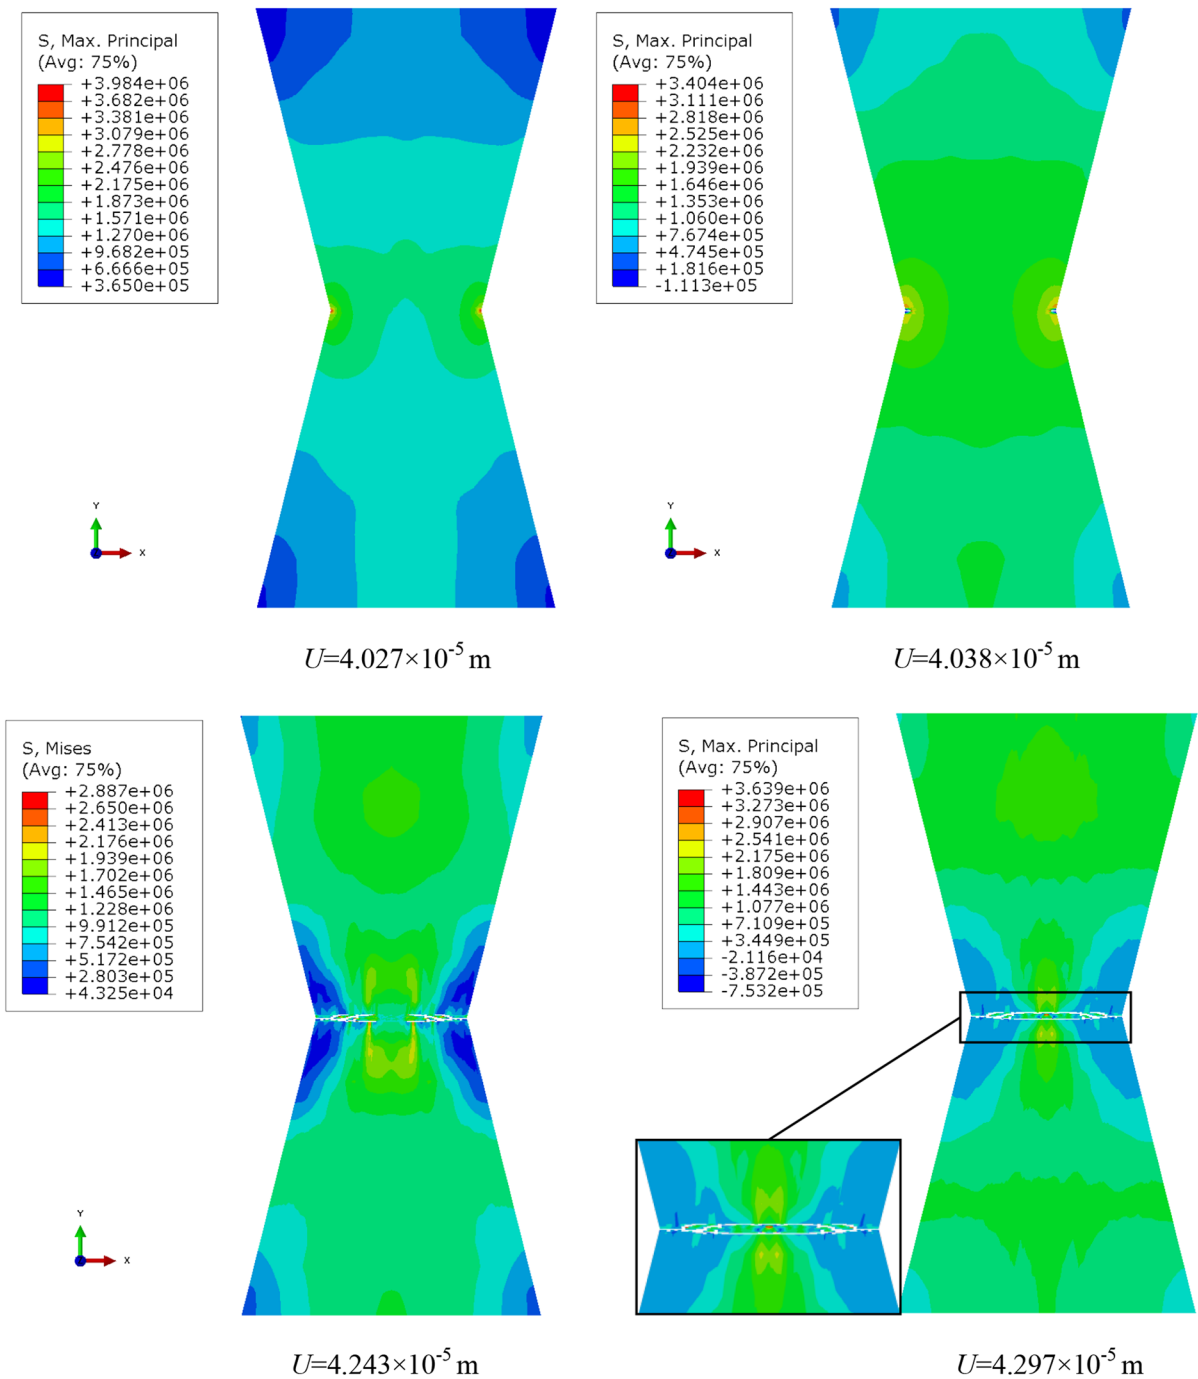 S, Max. Principal
(Avg: 75%)
+3.984e+06
+3.682e+06
+3.381e+06
+3.079e+06
+2.778e+06
+2.476e+06
+2.175e+06
+1.873e+06
+1.571e+06
+1.270e+06
+9.682e+05
+6.666e+05
+3.650e+05
Y
X
U=4.027×10⁻⁵ m
S, Max. Principal
(Avg: 75%)
+3.404e+06
+3.111e+06
+2.818e+06
+2.525e+06
+2.232e+06
+1.939e+06
+1.646e+06
+1.353e+06
+1.060e+06
+7.674e+05
+4.745e+05
+1.816e+05
-1.113e+05
Y
X
U=4.038×10⁻⁵ m
S, Mises
(Avg: 75%)
+2.887e+06
+2.650e+06
+2.413e+06
+2.176e+06
+1.939e+06
+1.702e+06
+1.465e+06
+1.228e+06
+9.912e+05
+7.542e+05
+5.172e+05
+2.803e+05
+4.325e+04
Y
X
U=4.243×10⁻⁵ m
S, Max. Principal
(Avg: 75%)
+3.639e+06
+3.273e+06
+2.907e+06
+2.541e+06
+2.175e+06
+1.809e+06
+1.443e+06
+1.077e+06
+7.109e+05
+3.449e+05
-2.116e+04
-3.872e+05
-7.532e+05
U=4.297×10⁻⁵ m